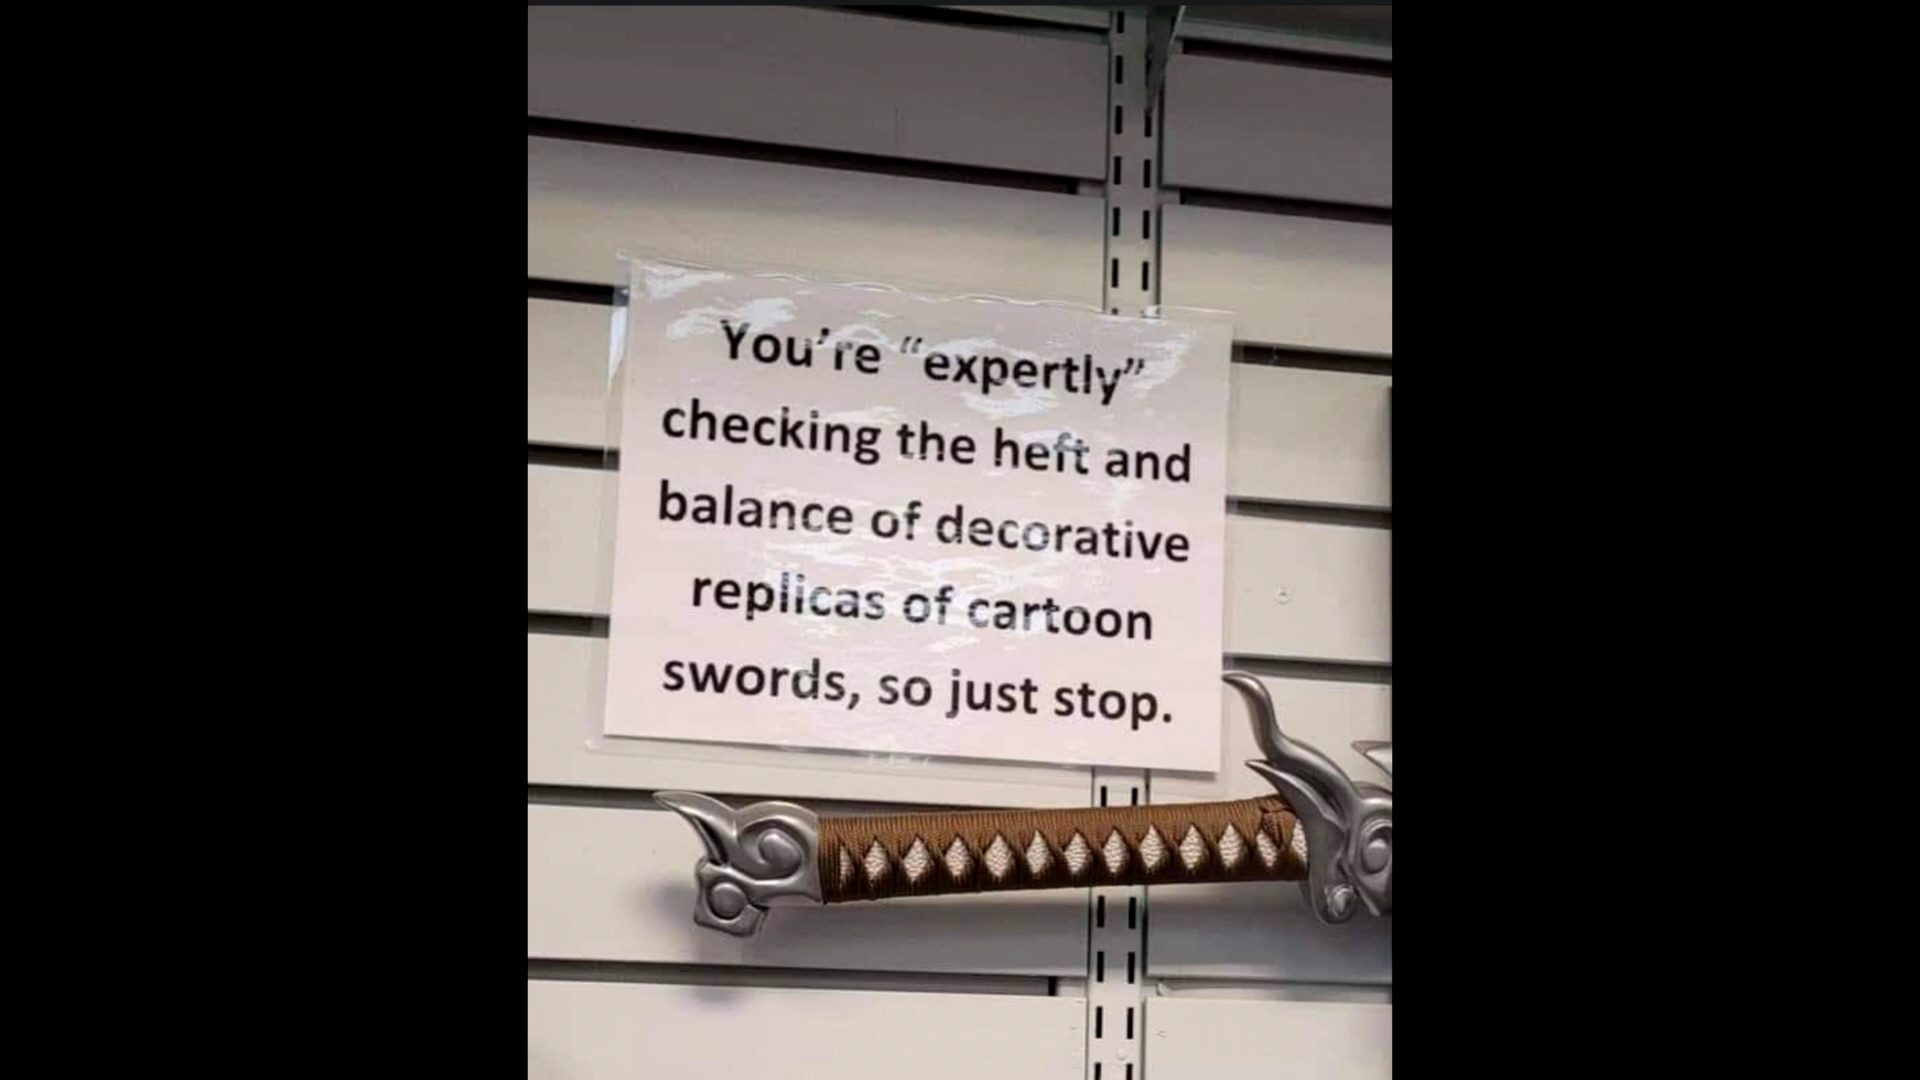 You’re “expertly”
checking the heft and
balance of decorative
replicas of cartoon
swords, so just stop.